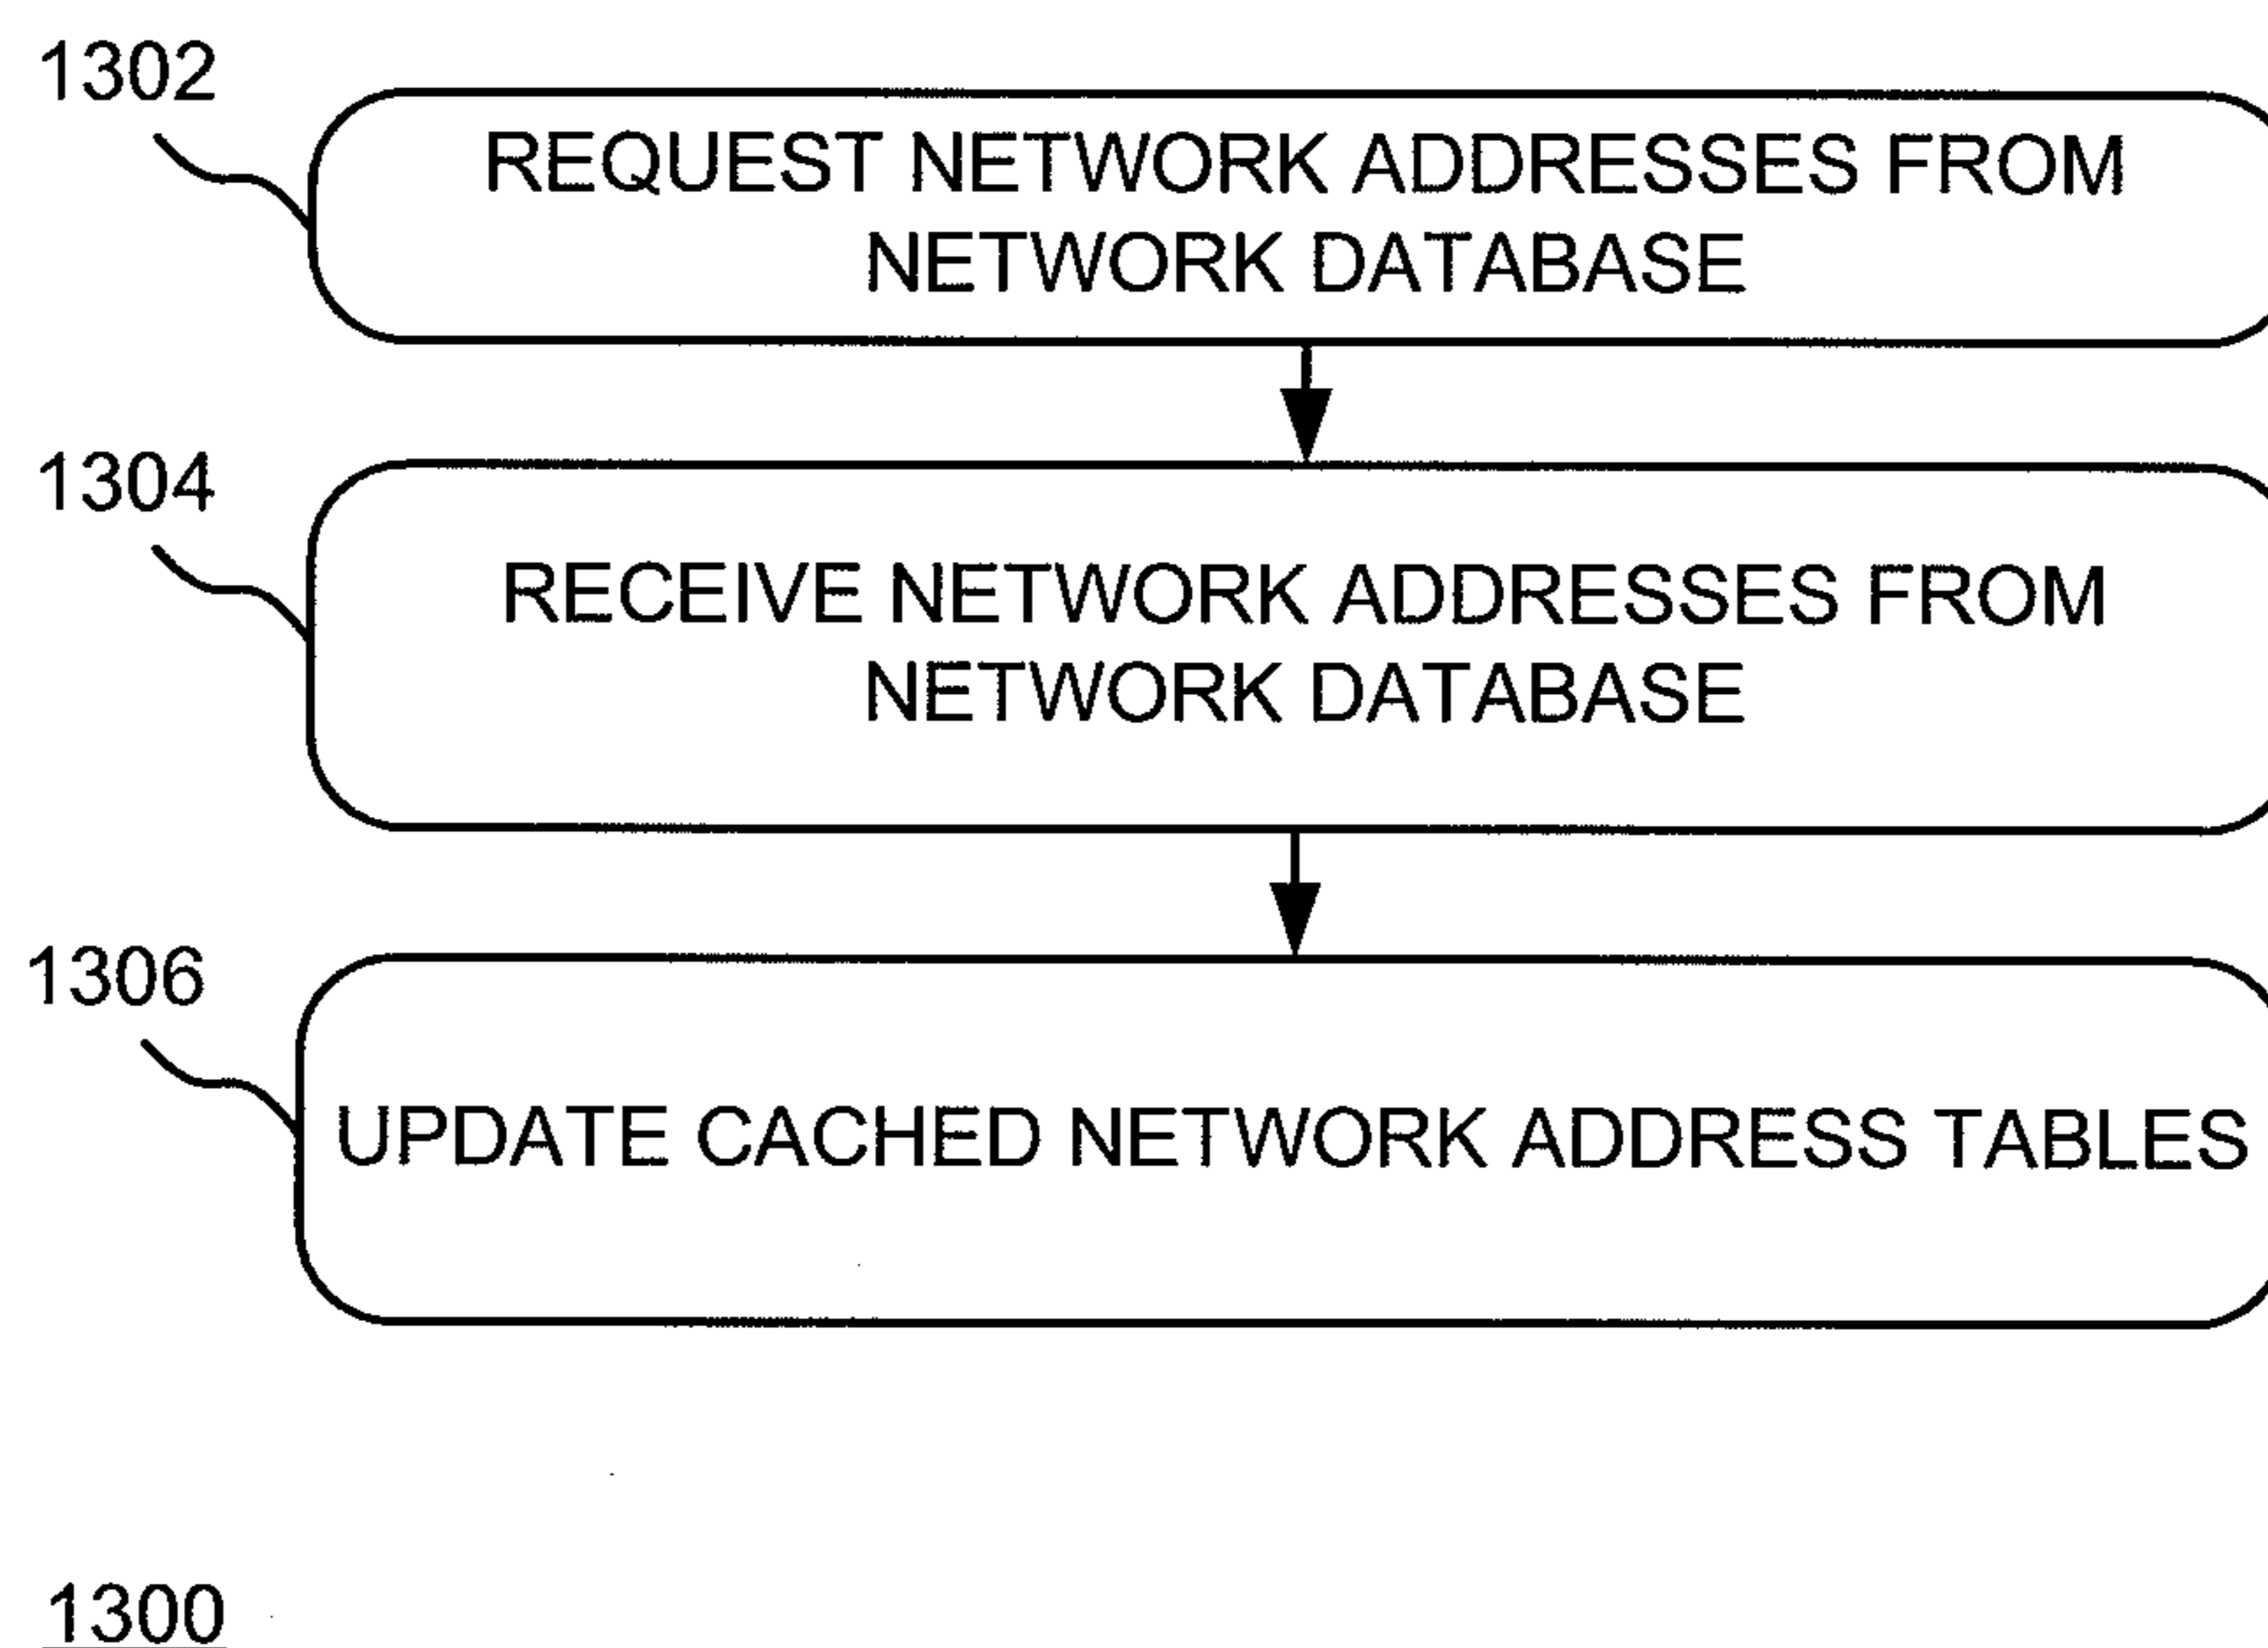 1302
REQUEST NETWORK ADDRESSES FROM
NETWORK DATABASE
1304
RECEIVE NETWORK ADDRESSES FROM
NETWORK DATABASE
1306
UPDATE CACHED NETWORK ADDRESS TABLES
1300